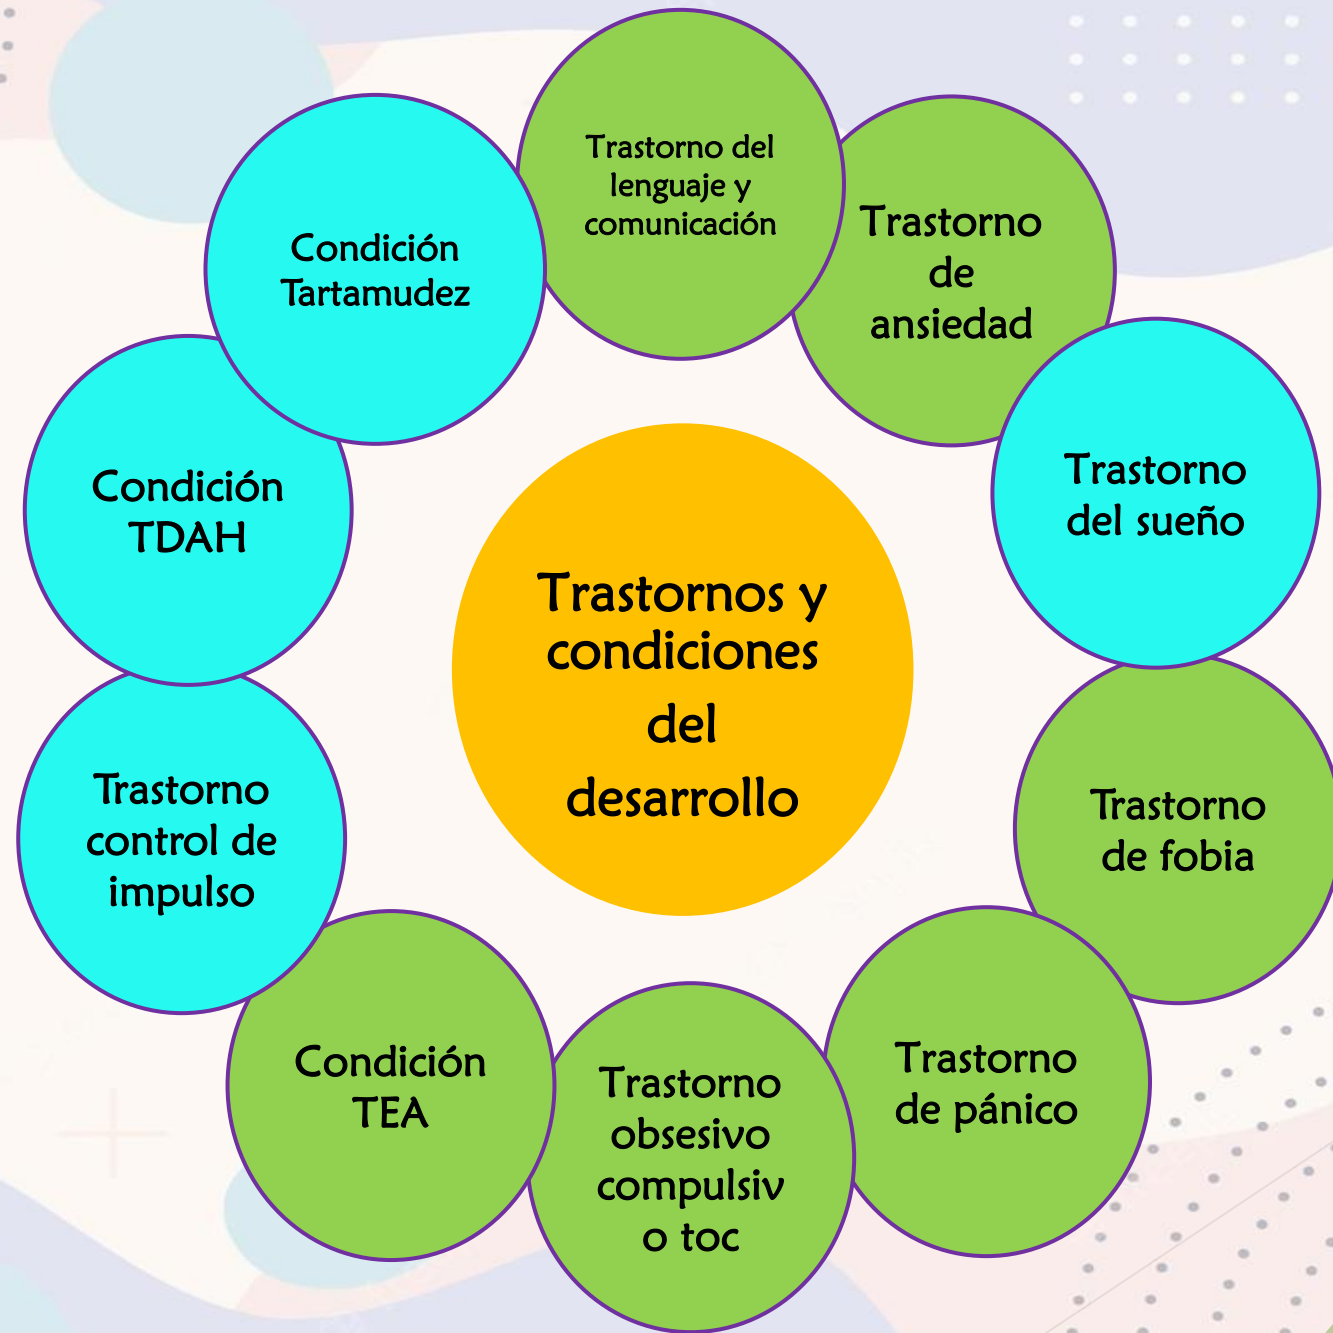 Trastorno del
lenguaje y
comunicación
Trastorno
de
ansiedad
Trastorno
del sueño
Trastorno
de fobia
Trastorno
de pánico
Trastorno
obsesivo
compulsiv
o toc
Condición
TEA
Trastorno
control de
impulso
Condición
TDAH
Condición
Tartamudez
Trastornos y
condiciones
del
desarrollo